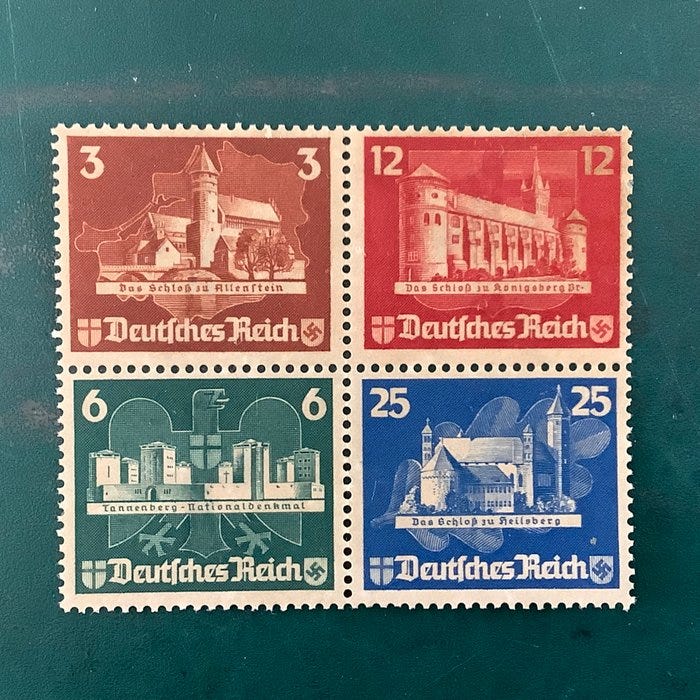 3 3
Das Schloß zu Allenstein
Deutsches Reich
12 12
Das Schloß zu Königsberg Pr.
Deutsches Reich
6 6
Tannenberg-Nationaldenkmal
Deutsches Reich
25 25
Das Schloß zu Heilsberg
Deutsches Reich